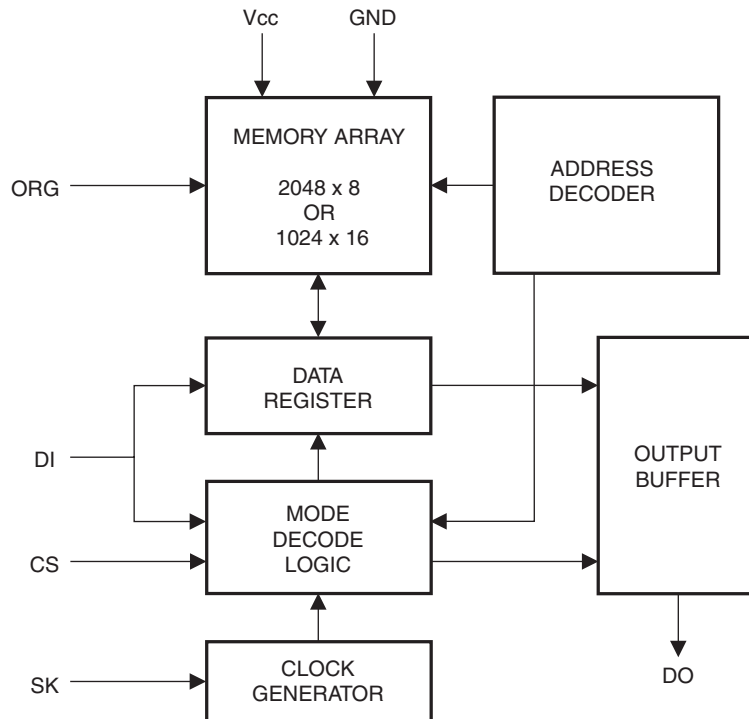 Vcc
GND
MEMORY ARRAY
2048 x 8
OR
1024 x 16
ADDRESS
DECODER
ORG
DATA
REGISTER
DI
OUTPUT
BUFFER
MODE
DECODE
LOGIC
CS
CLOCK
GENERATOR
SK
DO